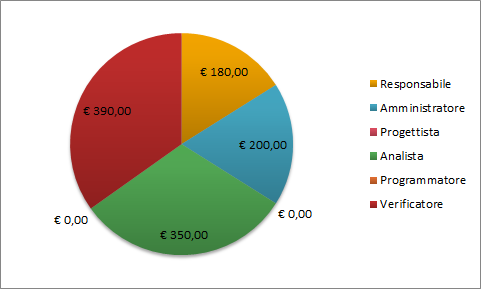 € 180,00
€ 390,00
€ 200,00
€ 0,00
€ 0,00
€ 350,00
Responsabile
Amministratore
Progettista
Analista
Programmatore
Verificatore